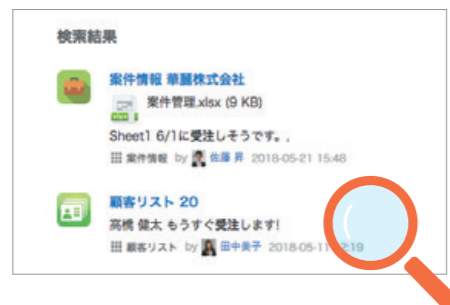 検索結果
案件情報 華麗株式会社
案件管理.xlsx (9 KB)
Sheet1 6/1に受注しそうです。.
案件情報 by 佐藤 昇 2018-05-21 15:48
顧客リスト 20
高橋 健太 もうすぐ受注します!
顧客リスト by 田中美子 2018-05-11 12:19